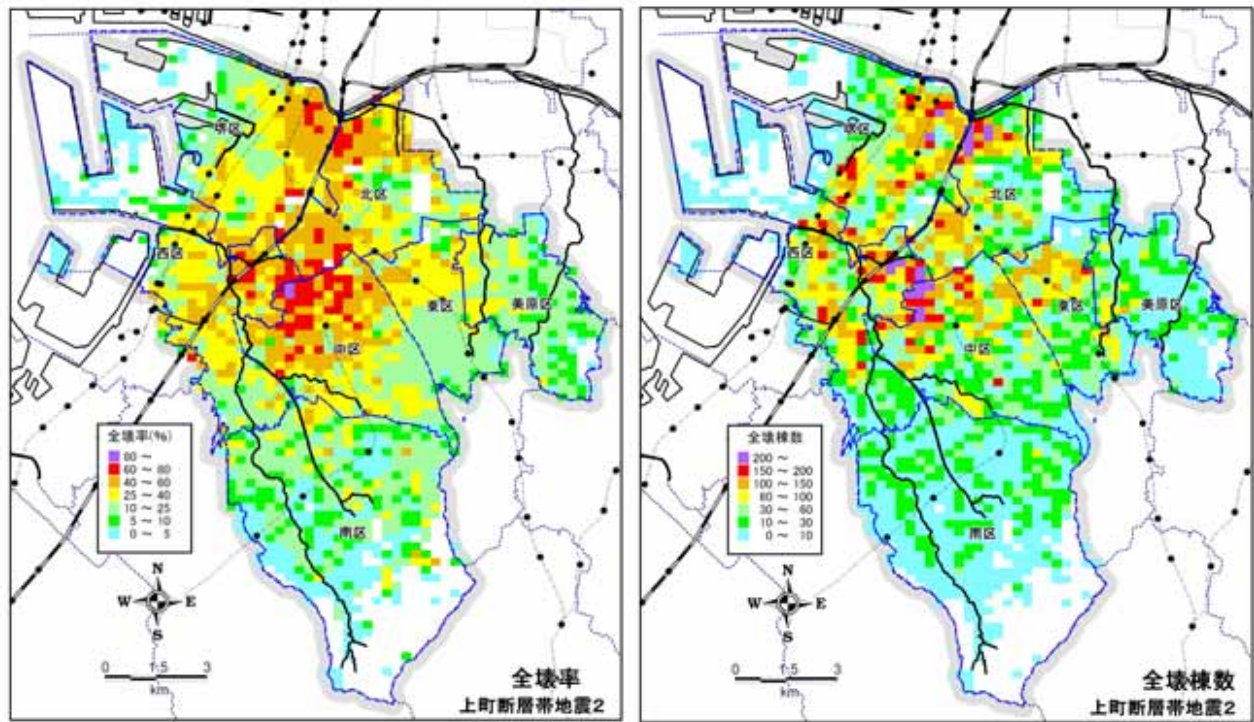 堺区
北区
西区
東区
美原区
中区
全壊率(%)
80 ～
60 ～ 80
40 ～ 60
25 ～ 40
10 ～ 25
5 ～ 10
0 ～ 5
南区
N
W
E
S
0 1.5 3
km
全壊率
上町断層帯地震2
堺区
北区
西区
東区
美原区
中区
全壊棟数
200 ～
150 ～ 200
100 ～ 150
60 ～ 100
30 ～ 60
10 ～ 30
0 ～ 10
南区
N
W
E
S
0 1.5 3
km
全壊棟数
上町断層帯地震2